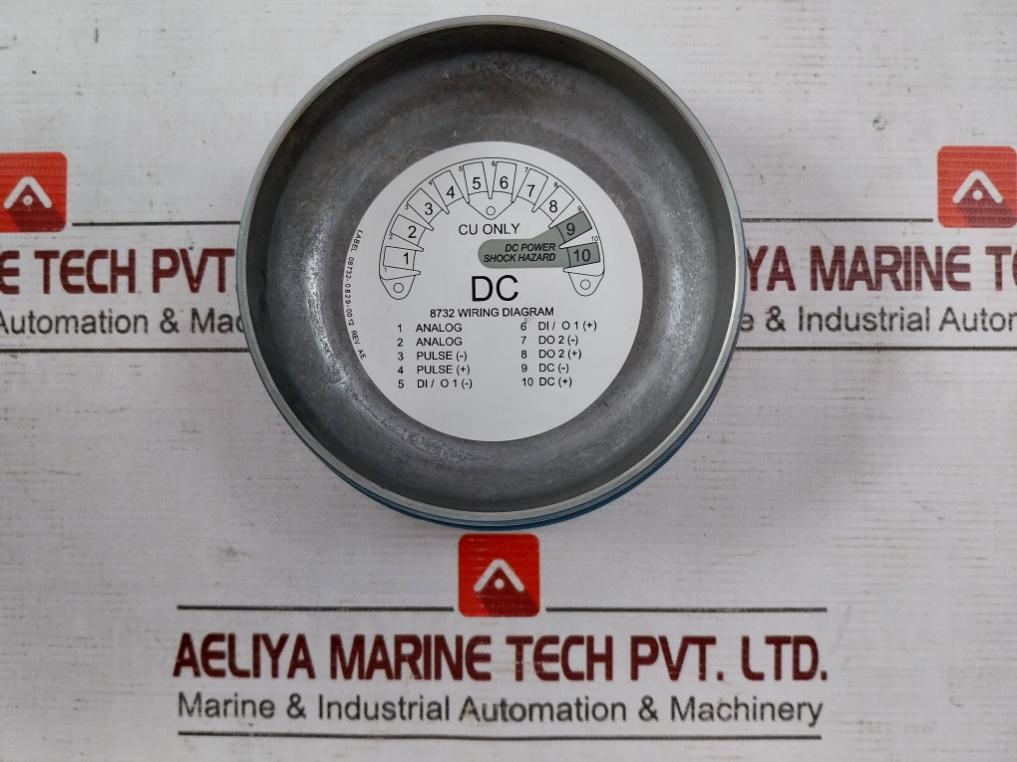 1 2 3 4 5 6 7 8 9 10
CU ONLY
DC POWER
SHOCK HAZARD
DC
8732 WIRING DIAGRAM
1 ANALOG
2 ANALOG
3 PULSE (-)
4 PULSE (+)
5 DI / O 1 (-)
6 DI / O 1 (+)
7 DO 2 (-)
8 DO 2 (+)
9 DC (-)
10 DC (+)
LABEL 08732-0829-0012 REV AE
E TECH PVT
Automation & Mac
YA MARINE TE
e & Industrial Autor
AELIYA MARINE TECH PVT. LTD.
Marine & Industrial Automation & Machinery